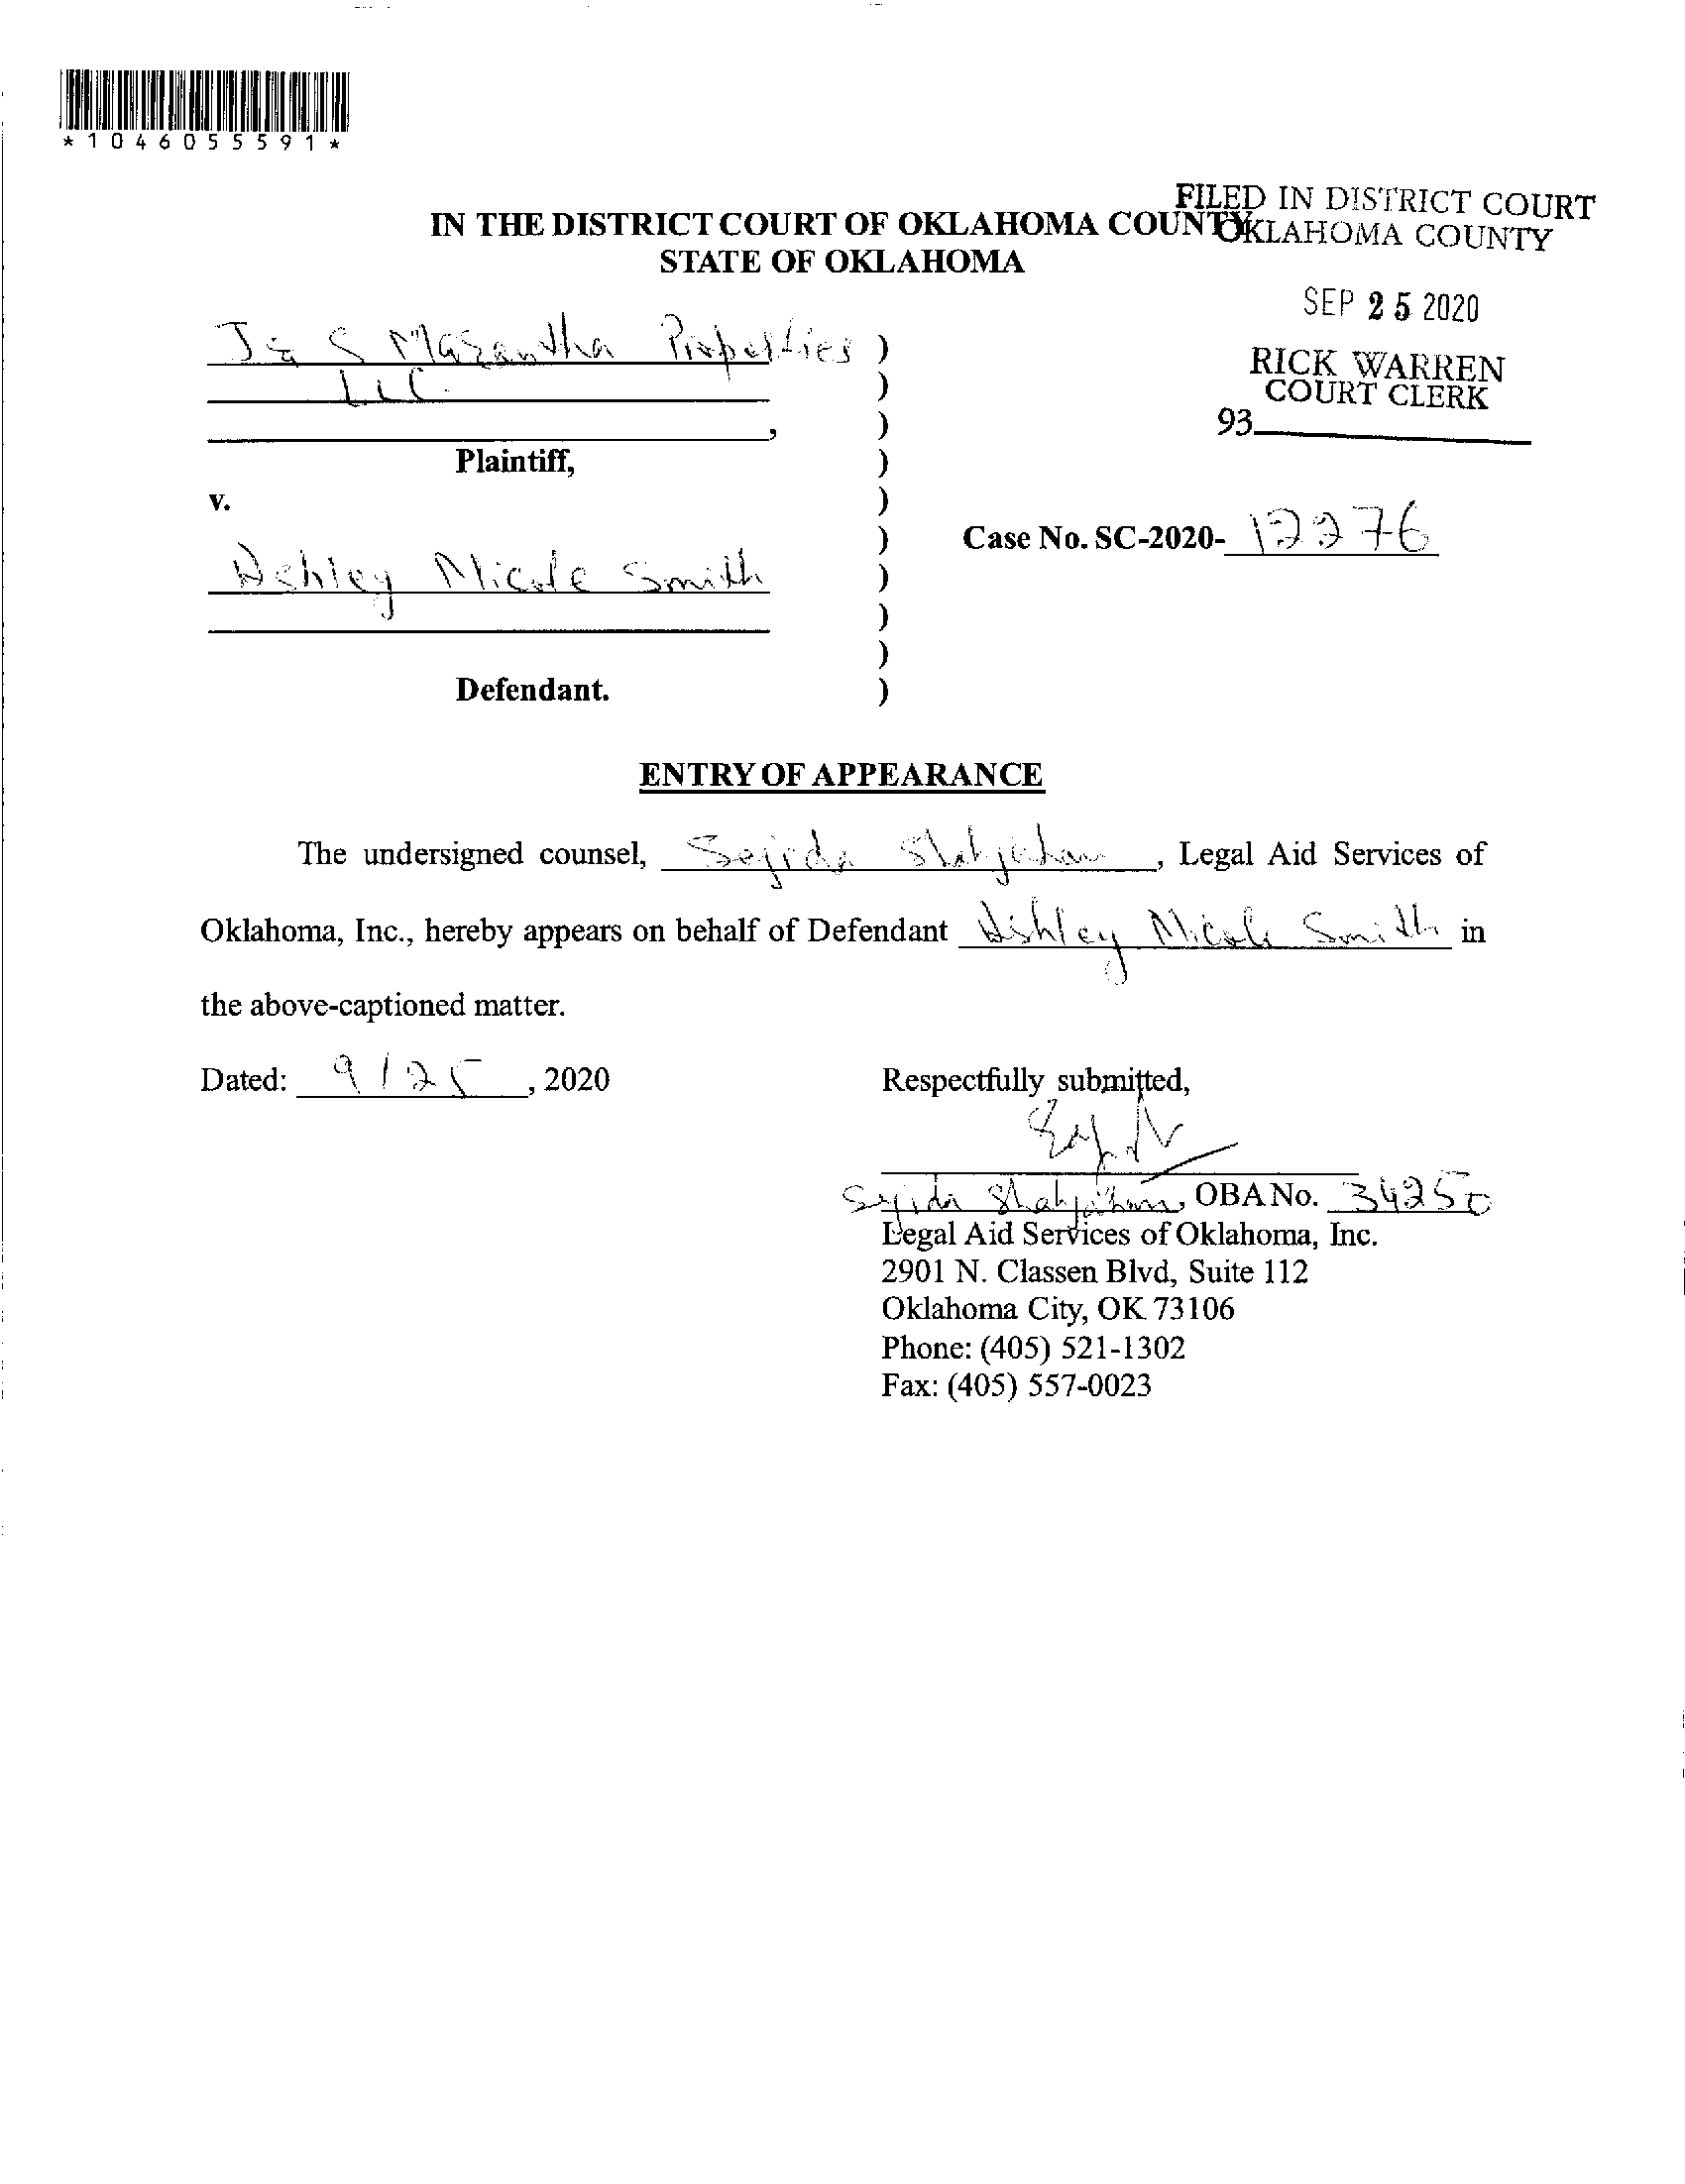 *1046055591*
FILED IN DISTRICT COURT
OKLAHOMA COUNTY
IN THE DISTRICT COURT OF OKLAHOMA COUNTY
STATE OF OKLAHOMA
SEP 25 2020
RICK WARREN
COURT CLERK
93
J & S Properties )
LLC )
, )
Plaintiff, )
v. )
Case No. SC-2020- 12276
)
Ashley Nicole Smith )
)
)
Defendant. )
ENTRY OF APPEARANCE
The undersigned counsel, Sejida Shahjahan, Legal Aid Services of
Oklahoma, Inc., hereby appears on behalf of Defendant Ashley Nicole Smith in
the above-captioned matter.
Dated: 9/25, 2020
Respectfully submitted,
Shahjahan, OBA No. 34250
Legal Aid Services of Oklahoma, Inc.
2901 N. Classen Blvd, Suite 112
Oklahoma City, OK 73106
Phone: (405) 521-1302
Fax: (405) 557-0023